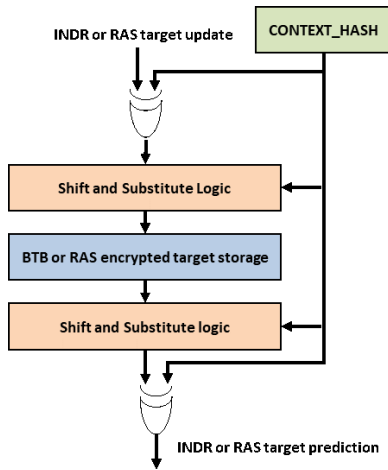 INDR or RAS target update
CONTEXT_HASH
Shift and Substitute Logic
BTB or RAS encrypted target storage
Shift and Substitute logic
INDR or RAS target prediction